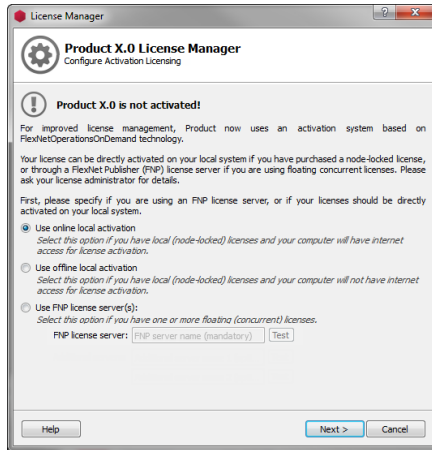 License Manager
Product X.0 License Manager
Configure Activation Licensing
Product X.0 is not activated!
For improved license management, Product now uses an activation system based on
FlexNetOperationsOnDemand technology.
Your license can be directly activated on your local system if you have purchased a node-locked license,
or through a FlexNet Publisher (FNP) license server if you are using floating concurrent licenses. Please
ask your license administrator for details.
First, please specify if you are using an FNP license server, or if your licenses should be directly
activated on your local system.
Use online local activation
Select this option if you have local (node-locked) licenses and your computer will have internet
access for license activation.
Use offline local activation
Select this option if you have local (node-locked) licenses and your computer will not have internet
access for license activation.
Use FNP license server(s):
Select this option if you have one or more floating (concurrent) licenses.
FNP license server: FNP server name (mandatory) Test
Help Next > Cancel